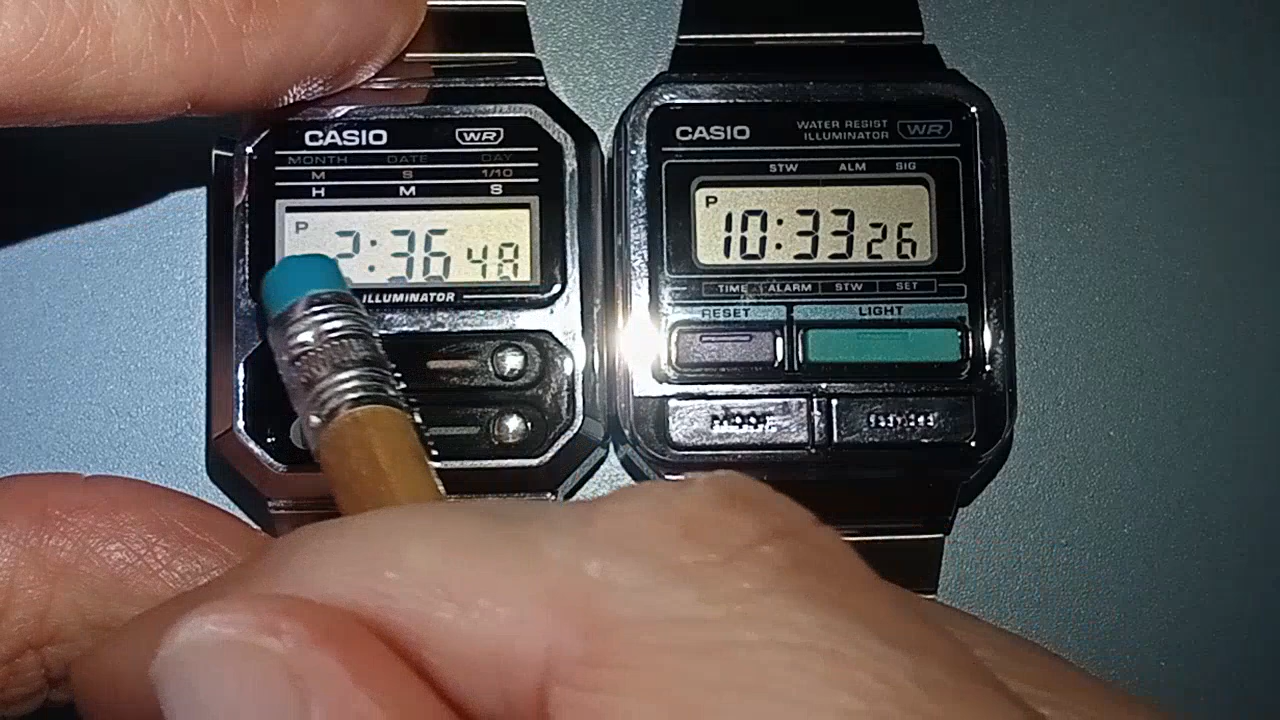 CASIO WR
MONTH DATE DAY
M S 1/10
H M S
P
2:36 48
ILLUMINATOR
CASIO WATER RESIST
ILLUMINATOR WR
STW ALM SIG
P
10:33 26
TIME ALARM STW SET
RESET LIGHT